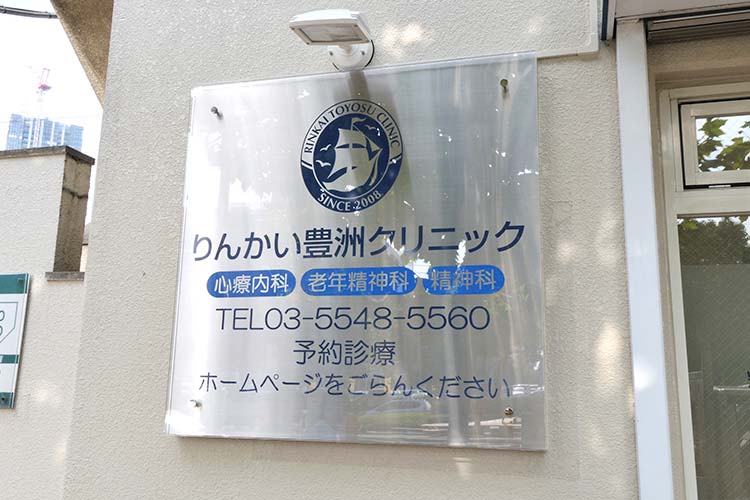 RINKAI TOYOSU CLINIC
SINCE 2008
りんかい豊洲クリニック
心療内科 老年精神科 精神科
TEL03-5548-5560
予約診療
ホームページをごらんください